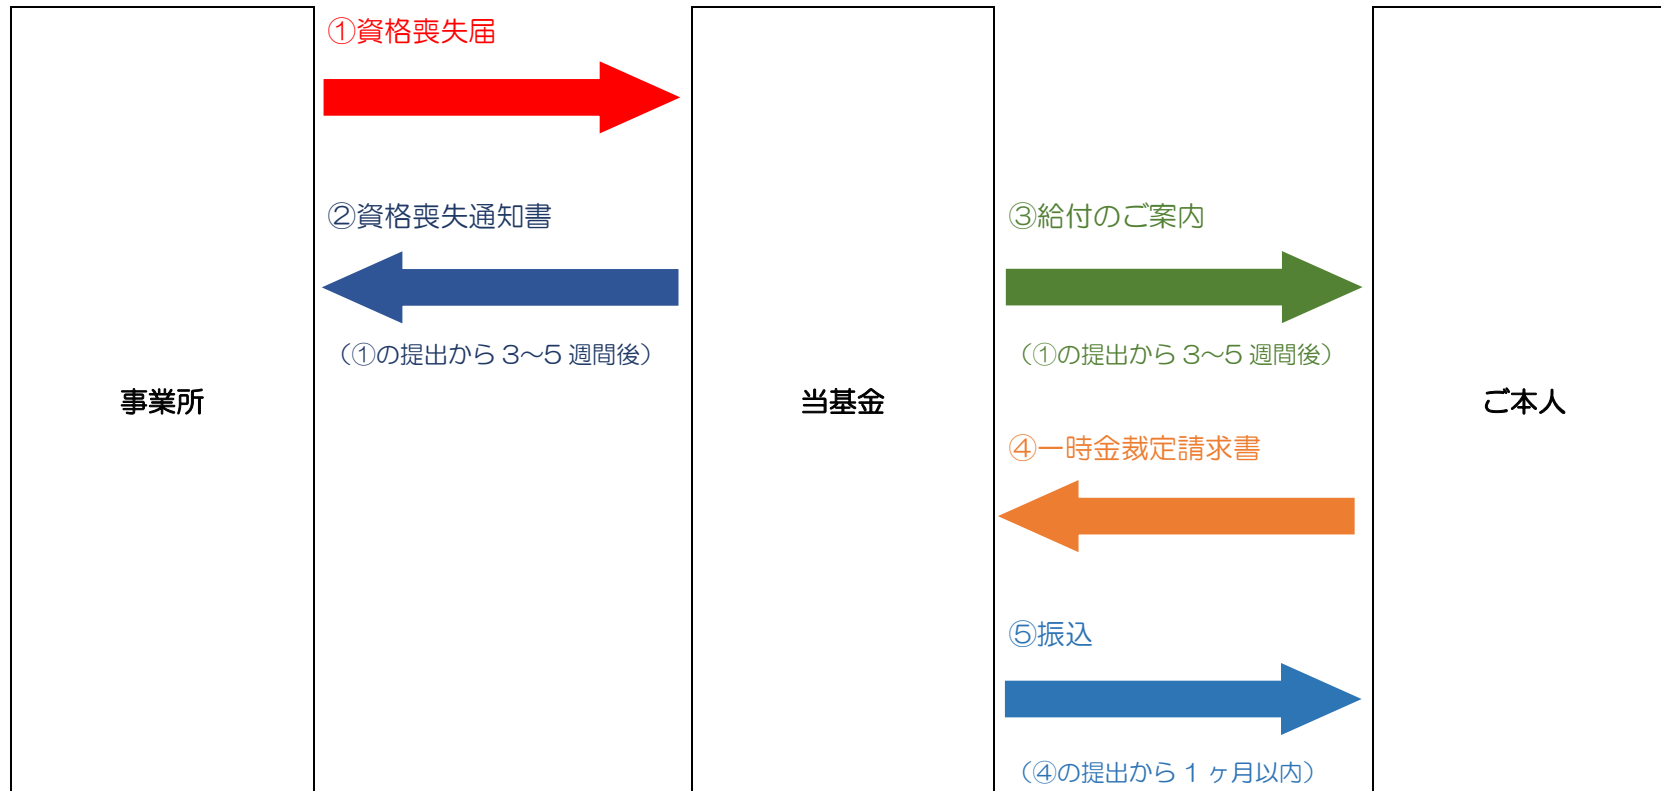 ①資格喪失届
②資格喪失通知書
③給付のご案内
（①の提出から3～5週間後）
（①の提出から3～5週間後）
事業所
当基金
ご本人
④一時金裁定請求書
⑤振込
（④の提出から1ヶ月以内）